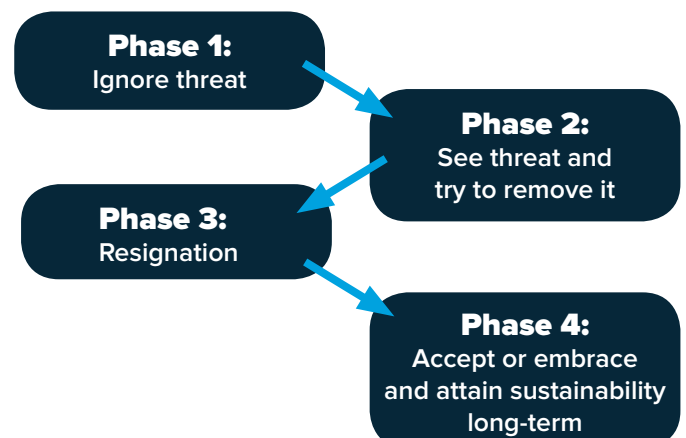 Phase 1:
Ignore threat
Phase 2:
See threat and
try to remove it
Phase 3:
Resignation
Phase 4:
Accept or embrace
and attain sustainability
long-term